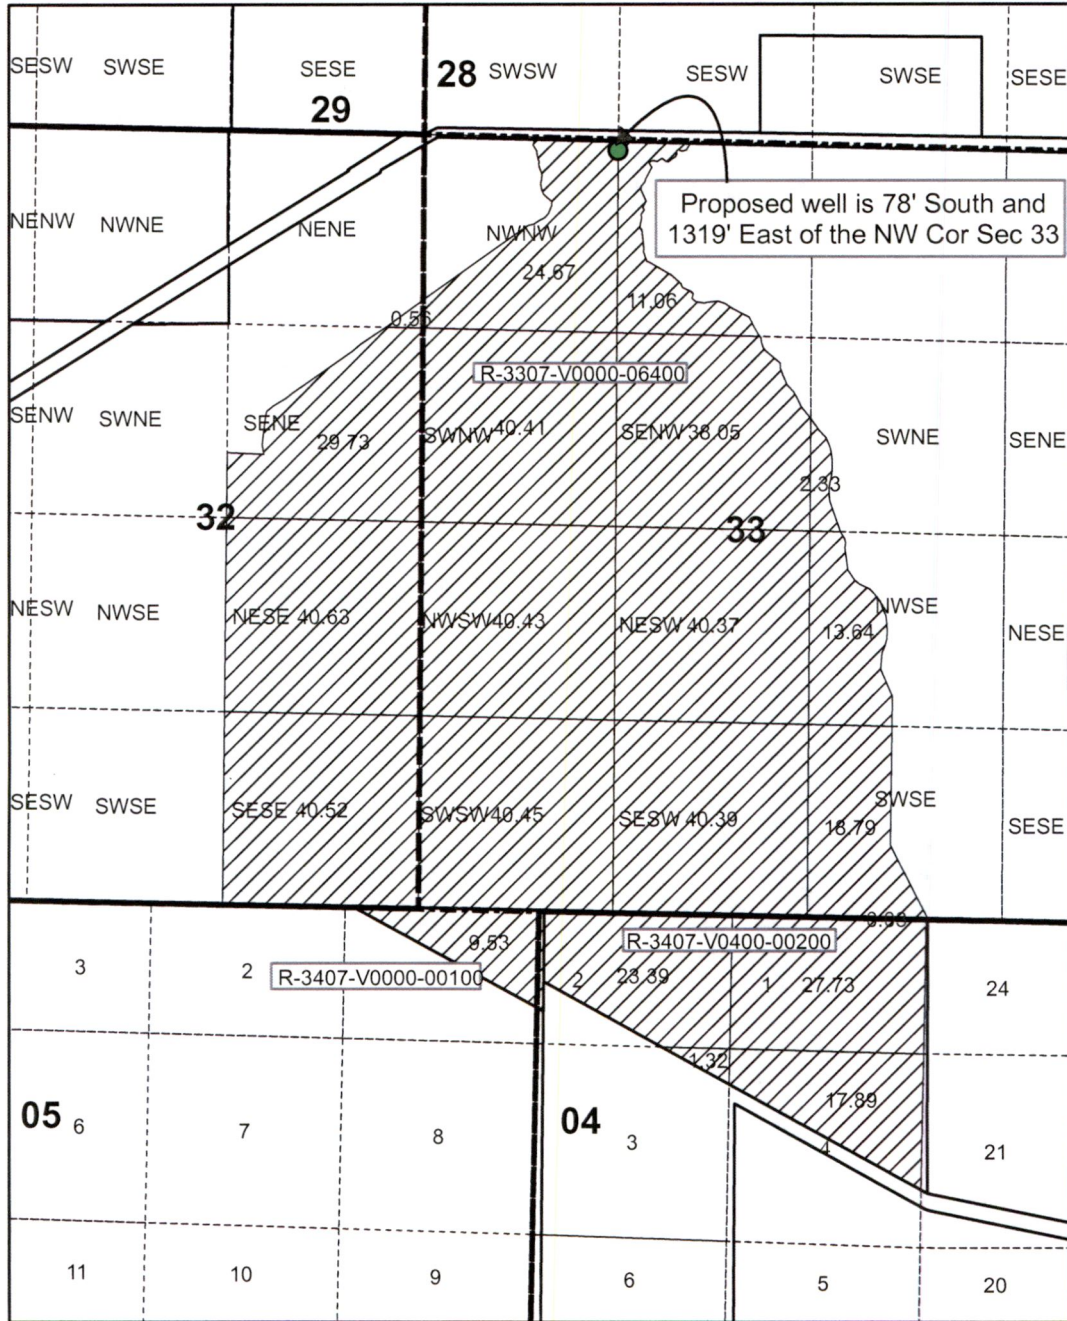 SESW SWSE SESE 28 SWSW SESW SWSE SESE
29
Proposed well is 78' South and
1319' East of the NW Cor Sec 33
NENW NWNE NENE NWNW
24.67
11.06
0.56
R-3307-V0000-06400
SENW SWNE SENE 29.73 SWNW 40.41 SENW 38.05 SWNE SENE
2.33
32 33
NESW NWSE NESE 40.63 NWSW 40.43 NESW 40.37 13.64 NWSE NESE
SESW SWSE SESE 40.52 SWSW 40.45 SESW 40.39 18.79 SWSE SESE
9.53 R-3407-V0400-00200
3 2 R-3407-V0000-00100 2 23.39 1 27.73 24
1.32
17.89
05 6 7 8 04 3 4 21
11 10 9 6 5 20